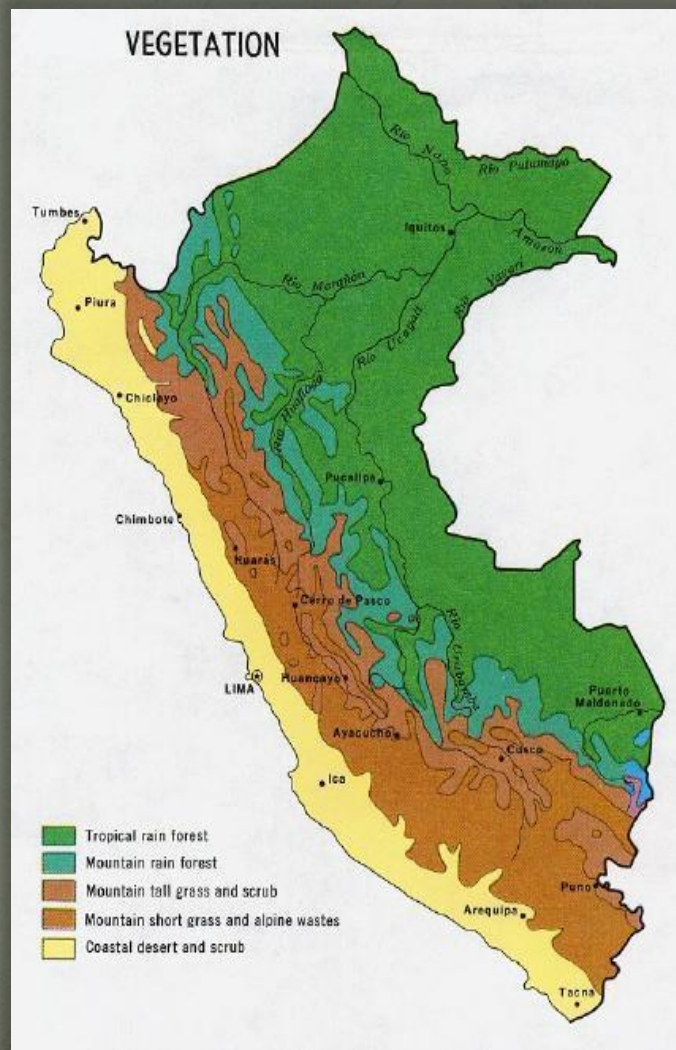 VEGETATION
Río Napo
Río Putumayo
Tumbes
Iquitos
Amazon
Río Marañón
Río Yavarí
Piura
Río Ucayali
Chiclayo
Río Huallaga
Pucallpa
Chimbote
Huarás
Cerro de Pasco
Río Urubamba
LIMA
Huancayo
Puerto
Maldonado
Ayacucho
Cusco
Ica
Tropical rain forest
Mountain rain forest
Mountain tall grass and scrub
Puno
Mountain short grass and alpine wastes
Arequipa
Coastal desert and scrub
Tacna